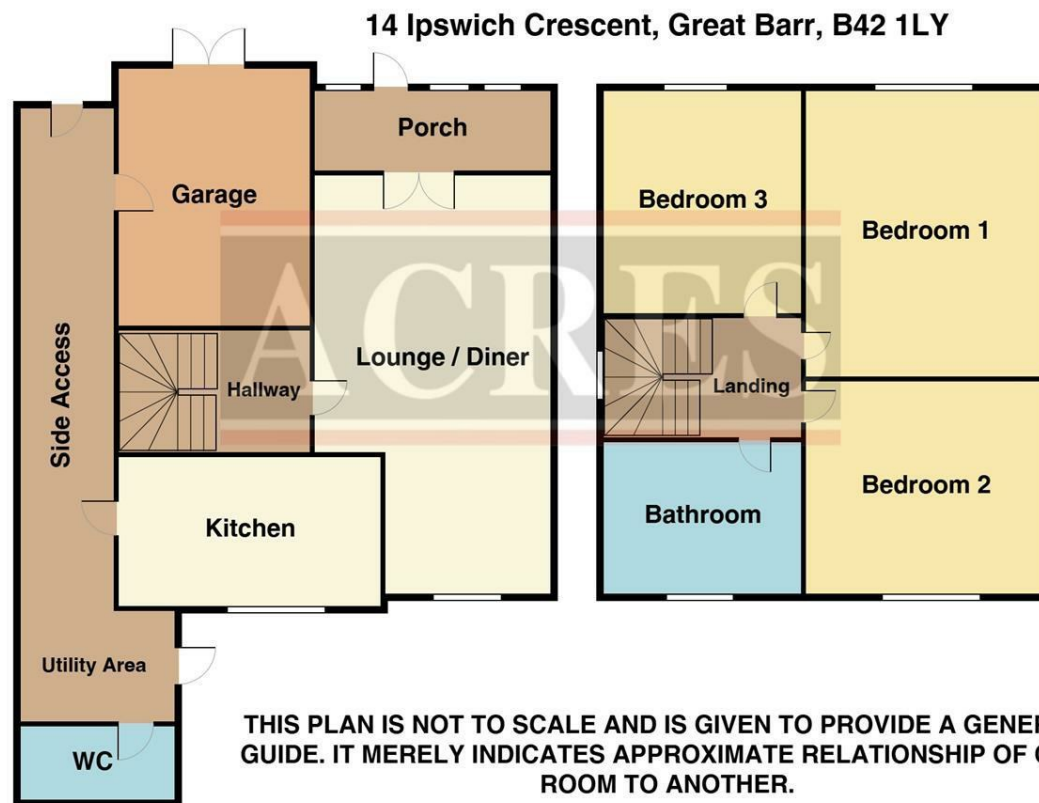 14 Ipswich Crescent, Great Barr, B42 1LY
Porch
Garage
Bedroom 3
Bedroom 1
ACRES
Side Access
Hallway
Lounge / Diner
Landing
Kitchen
Bathroom
Bedroom 2
Utility Area
WC
THIS PLAN IS NOT TO SCALE AND IS GIVEN TO PROVIDE A GENER
GUIDE. IT MERELY INDICATES APPROXIMATE RELATIONSHIP OF
ROOM TO ANOTHER.